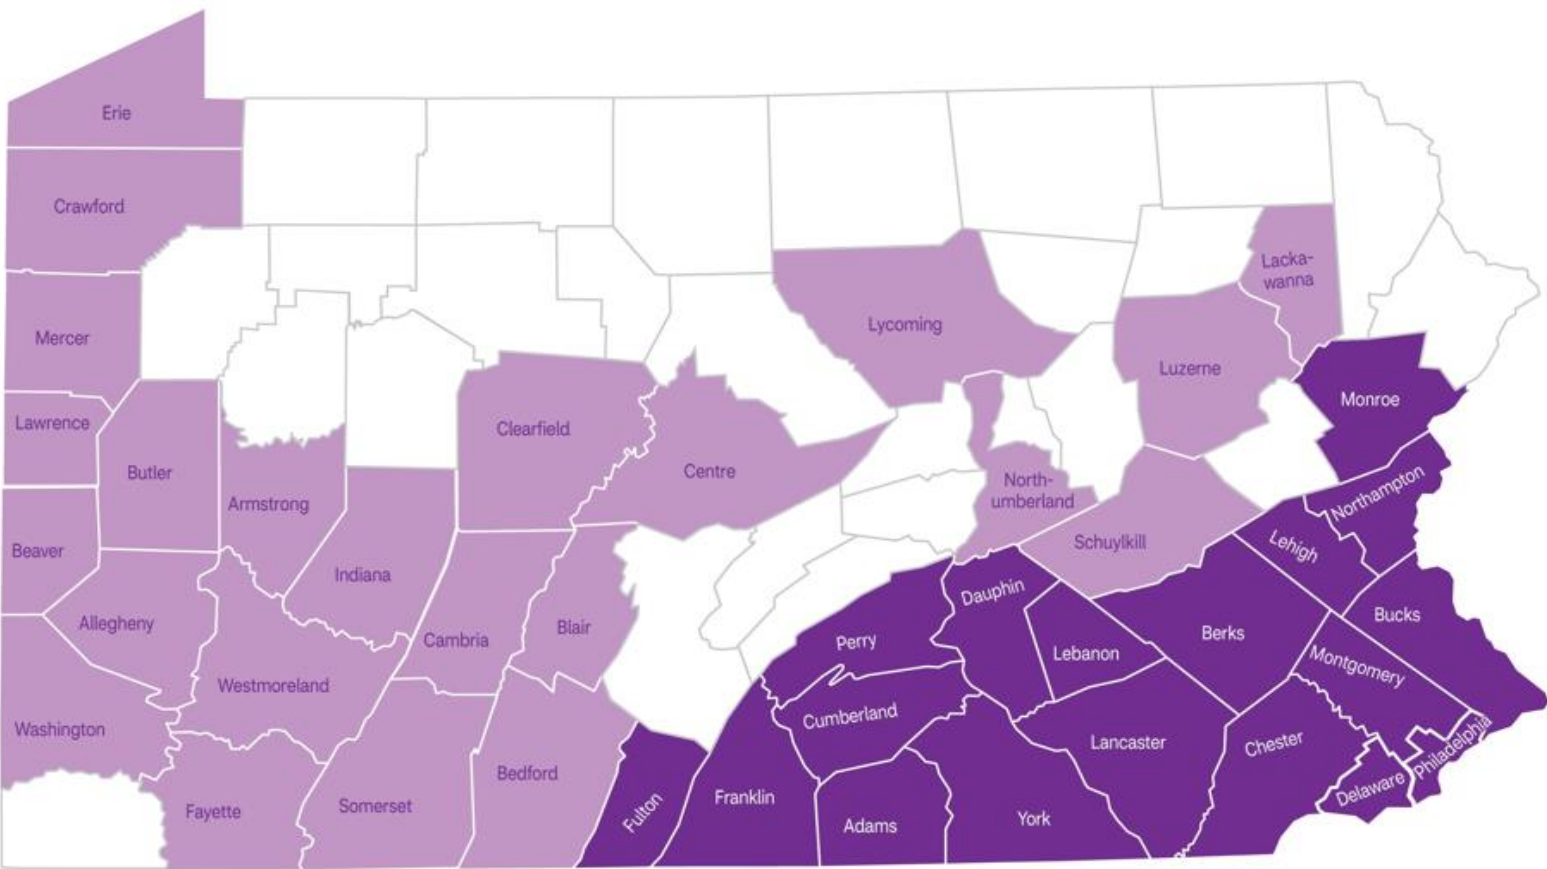 Erie
Crawford
Mercer
Lawrence
Butler
Armstrong
Beaver
Allegheny
Indiana
Clearfield
Centre
Cambria
Blair
Westmoreland
Washington
Fayette
Somerset
Bedford
Lycoming
Lacka-
wanna
Luzerne
North-
umberland
Schuylkill
Monroe
Northampton
Lehigh
Bucks
Berks
Montgomery
Dauphin
Lebanon
Perry
Cumberland
Lancaster
Chester
Philadelphia
Delaware
Fulton
Franklin
Adams
York